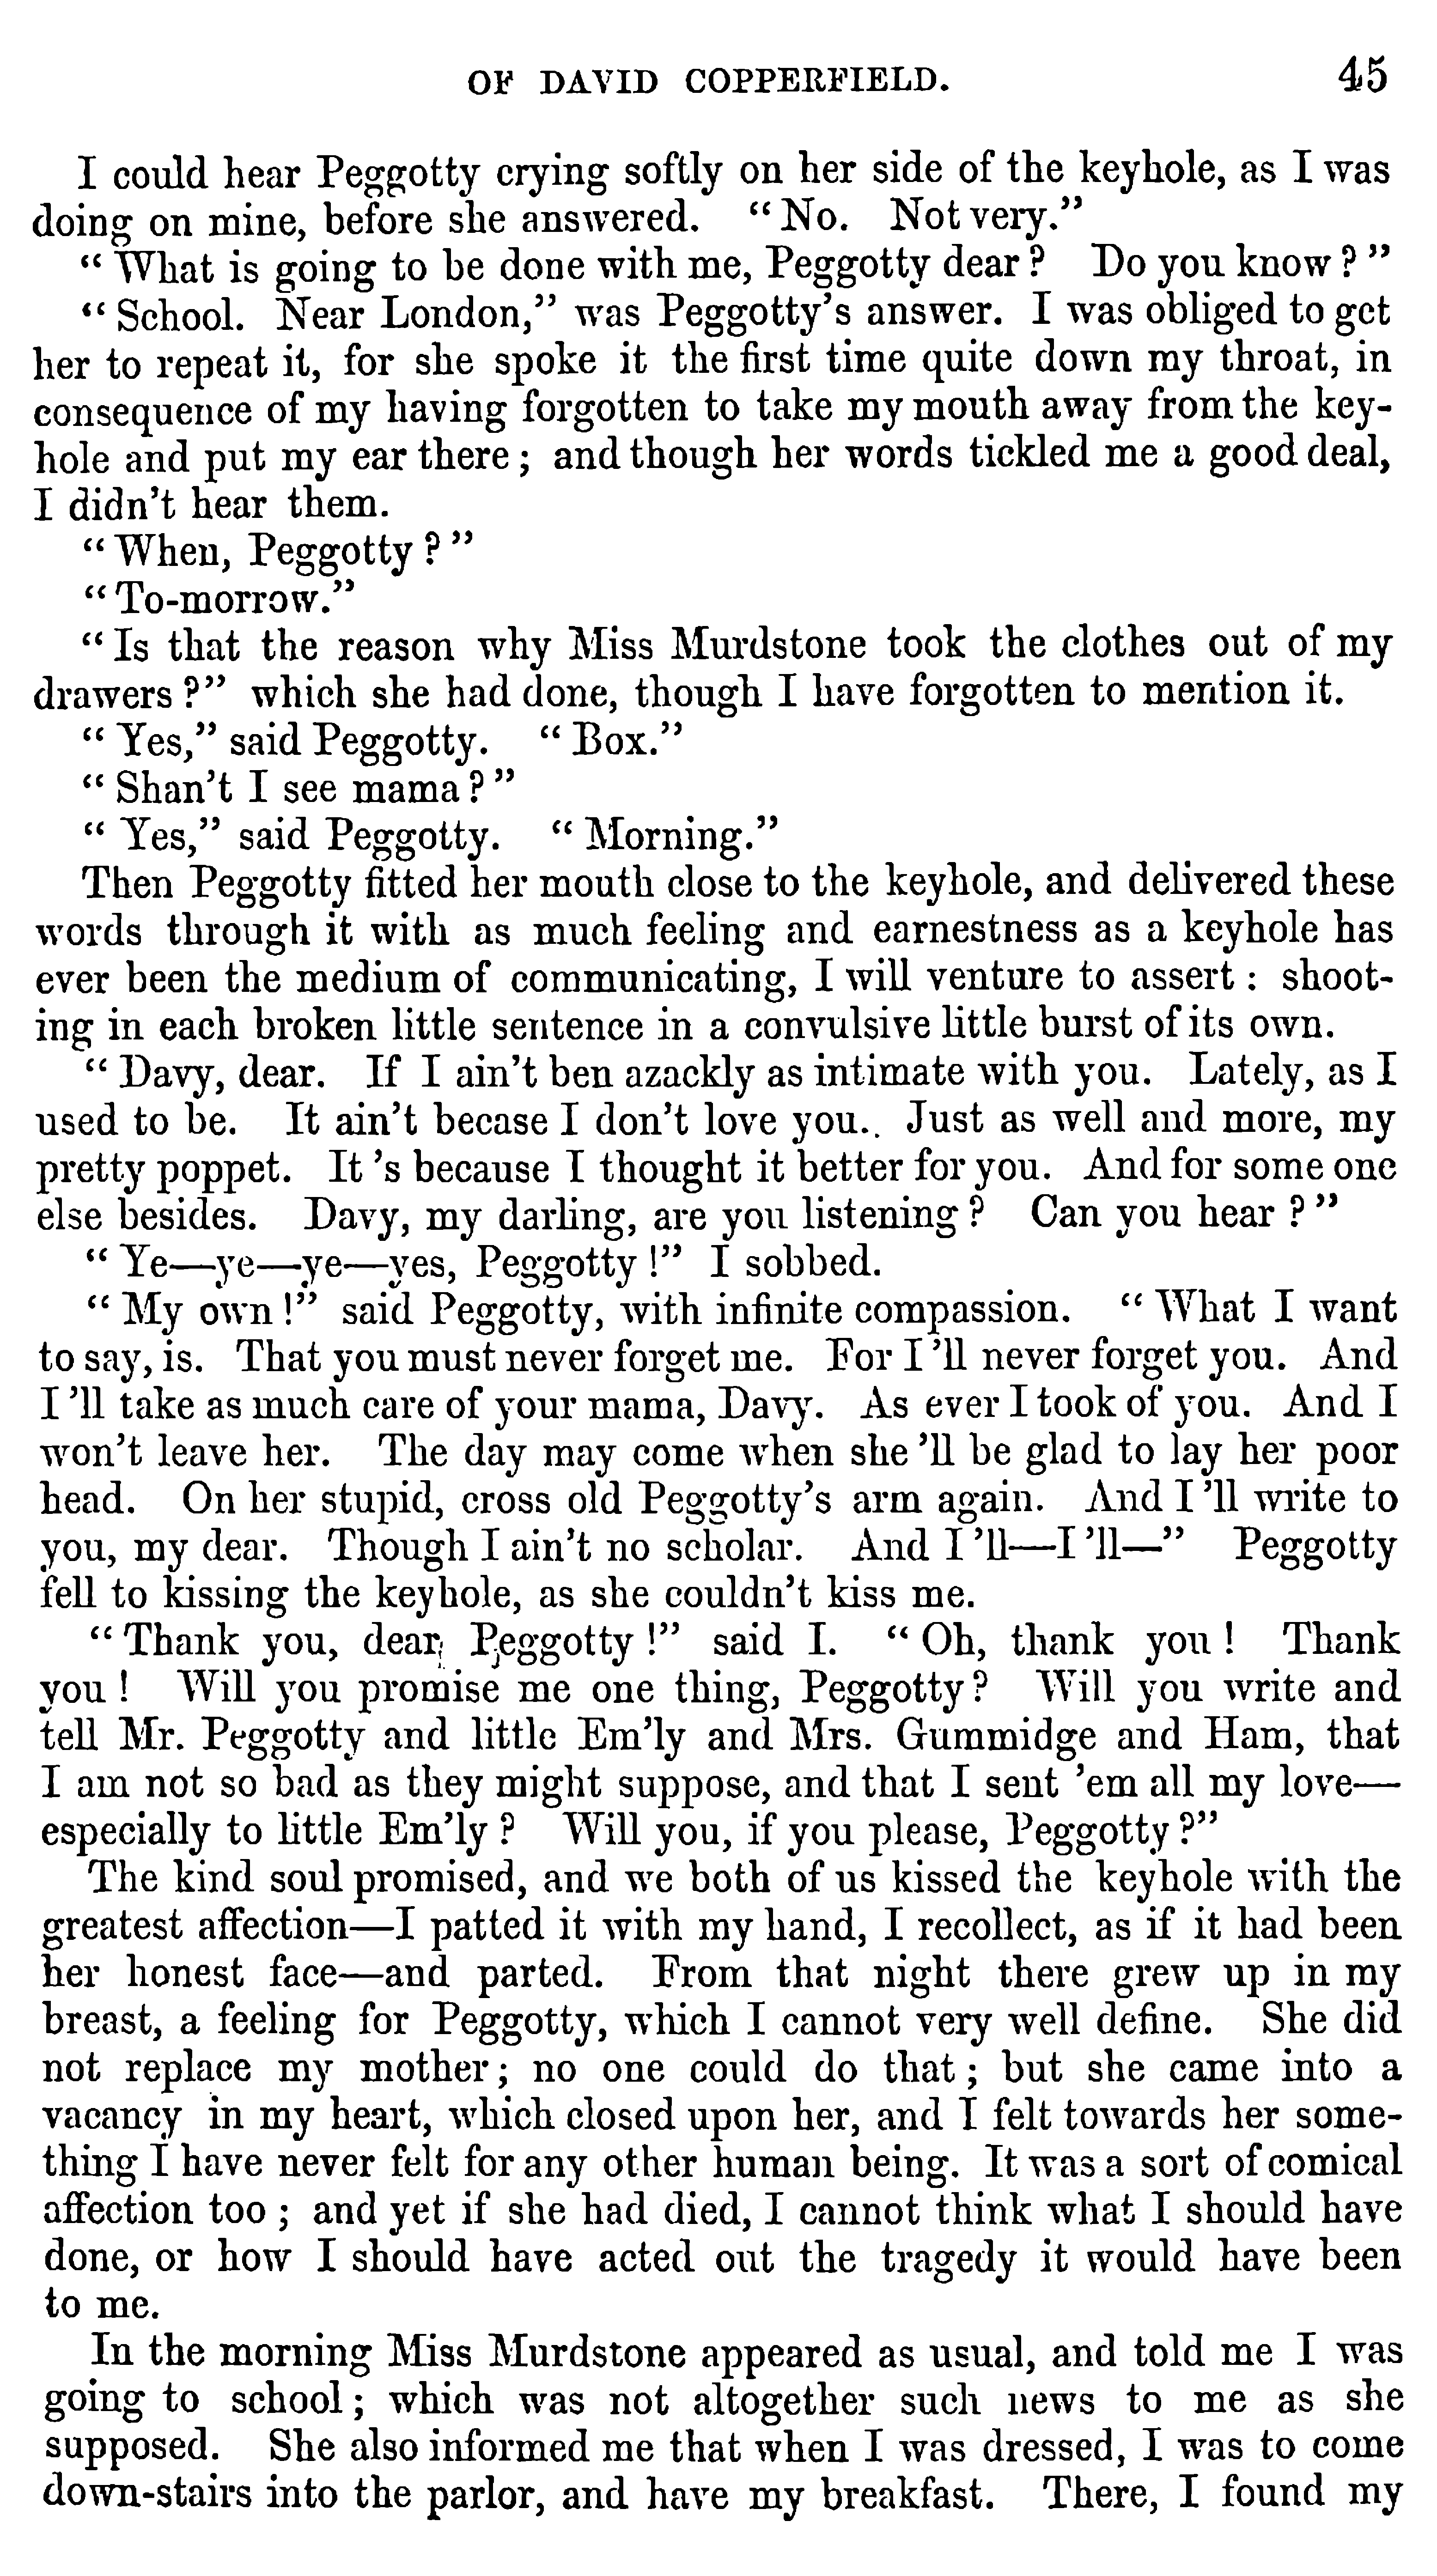 OF DAVID COPPERFIELD. 45
I could hear Peggotty crying softly on her side of the keyhole, as I was
doing on mine, before she answered. "No. Not very."
"What is going to be done with me, Peggotty dear? Do you know?"
"School. Near London," was Peggotty's answer. I was obliged to get
her to repeat it, for she spoke it the first time quite down my throat, in
consequence of my having forgotten to take my mouth away from the key-
hole and put my ear there; and though her words tickled me a good deal,
I didn't hear them.
"When, Peggotty?"
"To-morrow."
"Is that the reason why Miss Murdstone took the clothes out of my
drawers?" which she had done, though I have forgotten to mention it.
"Yes," said Peggotty. "Box."
"Shan't I see mama?"
"Yes," said Peggotty. "Morning."
Then Peggotty fitted her mouth close to the keyhole, and delivered these
words through it with as much feeling and earnestness as a keyhole has
ever been the medium of communicating, I will venture to assert: shoot-
ing in each broken little sentence in a convulsive little burst of its own.
"Davy, dear. If I ain't ben azackly as intimate with you. Lately, as I
used to be. It ain't becase I don't love you.. Just as well and more, my
pretty poppet. It 's because I thought it better for you. And for some one
else besides. Davy, my darling, are you listening? Can you hear?"
"Ye—ye—ye—yes, Peggotty!" I sobbed.
"My own!" said Peggotty, with infinite compassion. "What I want
to say, is. That you must never forget me. For I 'll never forget you. And
I 'll take as much care of your mama, Davy. As ever I took of you. And I
won't leave her. The day may come when she 'll be glad to lay her poor
head. On her stupid, cross old Peggotty's arm again. And I 'll write to
you, my dear. Though I ain't no scholar. And I 'll—I 'll—" Peggotty
fell to kissing the keyhole, as she couldn't kiss me.
"Thank you, dear Peggotty!" said I. "Oh, thank you! Thank
you! Will you promise me one thing, Peggotty? Will you write and
tell Mr. Peggotty and little Em'ly and Mrs. Gummidge and Ham, that
I am not so bad as they might suppose, and that I sent 'em all my love—
especially to little Em'ly? Will you, if you please, Peggotty?"
The kind soul promised, and we both of us kissed the keyhole with the
greatest affection—I patted it with my hand, I recollect, as if it had been
her honest face—and parted. From that night there grew up in my
breast, a feeling for Peggotty, which I cannot very well define. She did
not replace my mother; no one could do that; but she came into a
vacancy in my heart, which closed upon her, and I felt towards her some-
thing I have never felt for any other human being. It was a sort of comical
affection too; and yet if she had died, I cannot think what I should have
done, or how I should have acted out the tragedy it would have been
to me.
In the morning Miss Murdstone appeared as usual, and told me I was
going to school; which was not altogether such news to me as she
supposed. She also informed me that when I was dressed, I was to come
down-stairs into the parlor, and have my breakfast. There, I found my